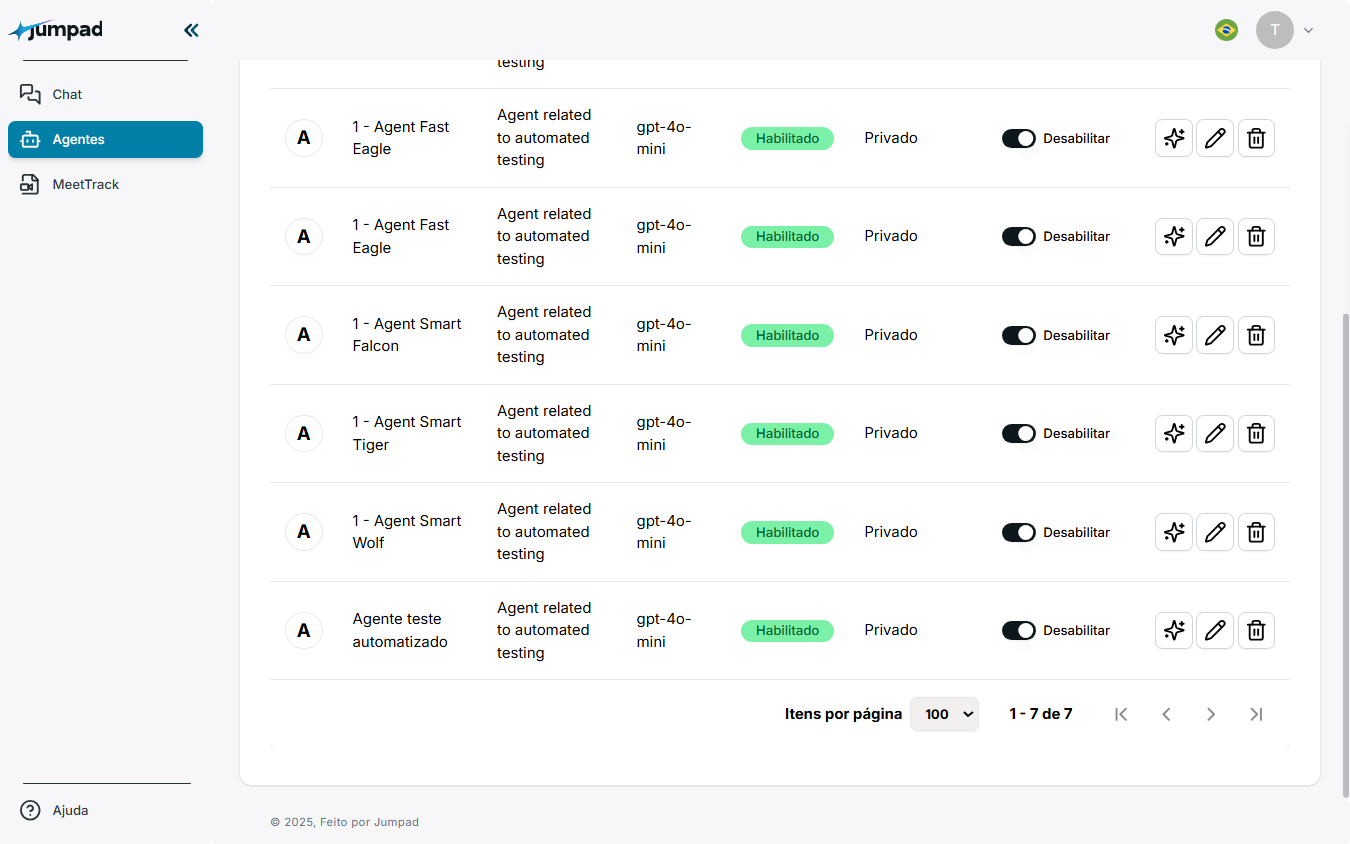 jumpad
T
Chat
Agentes
MeetTrack
testing
A
1 - Agent Fast
Eagle
Agent related
to automated
testing
gpt-4o-
mini
Habilitado
Privado
Desabilitar
A
1 - Agent Fast
Eagle
Agent related
to automated
testing
gpt-4o-
mini
Habilitado
Privado
Desabilitar
A
1 - Agent Smart
Falcon
Agent related
to automated
testing
gpt-4o-
mini
Habilitado
Privado
Desabilitar
A
1 - Agent Smart
Tiger
Agent related
to automated
testing
gpt-4o-
mini
Habilitado
Privado
Desabilitar
A
1 - Agent Smart
Wolf
Agent related
to automated
testing
gpt-4o-
mini
Habilitado
Privado
Desabilitar
A
Agente teste
automatizado
Agent related
to automated
testing
gpt-4o-
mini
Habilitado
Privado
Desabilitar
Itens por página 100 1 - 7 de 7
Ajuda
© 2025, Feito por Jumpad